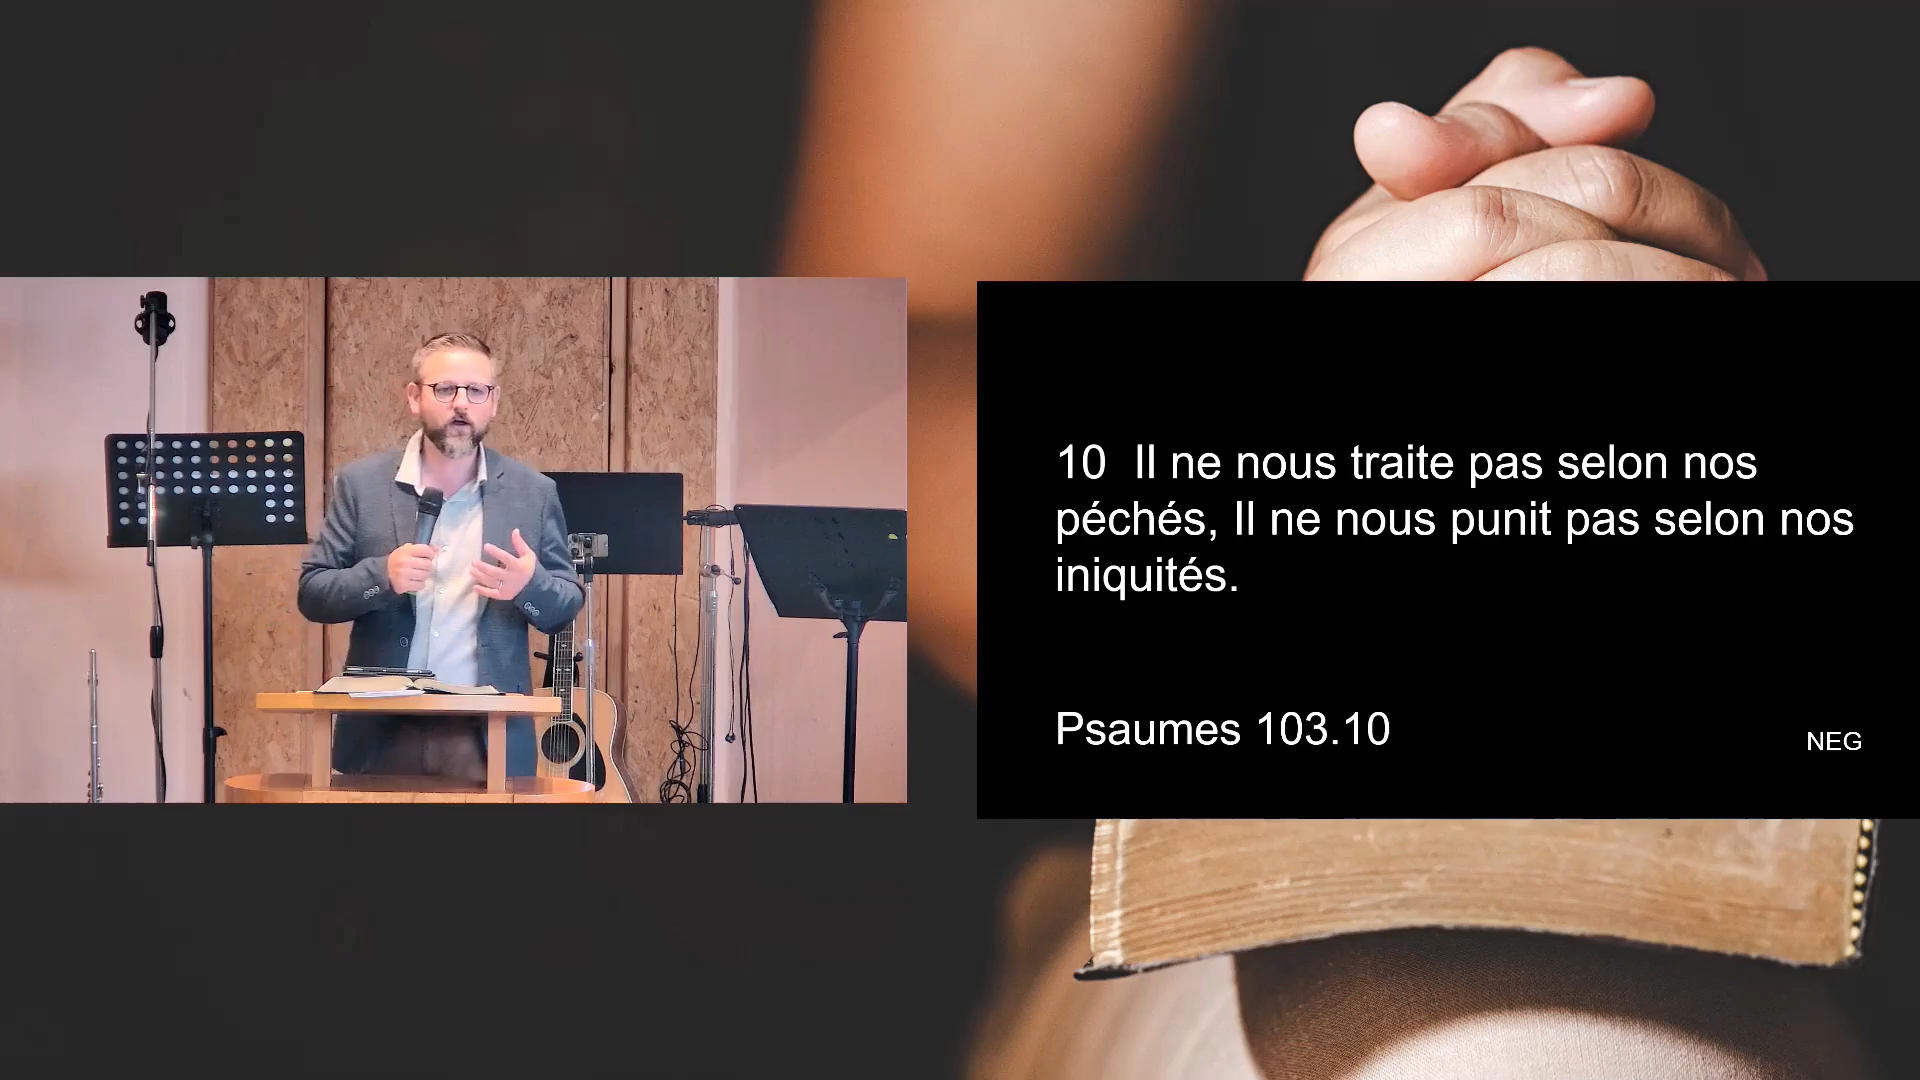 10  Il ne nous traite pas selon nos
péchés, Il ne nous punit pas selon nos
iniquités.
Psaumes 103.10
NEG